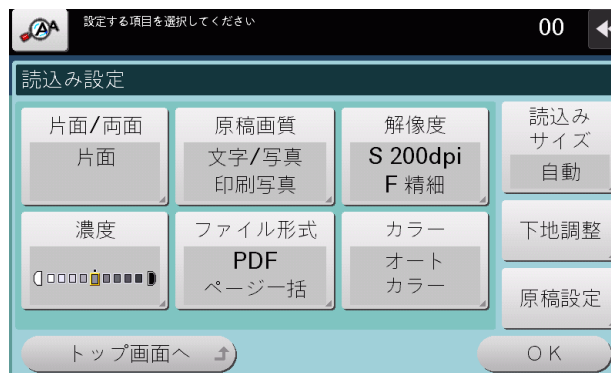 設定する項目を選択してください
00
読込み設定
片面/両面
片面
原稿画質
文字/写真
印刷写真
解像度
S 200dpi
F 精細
読込み
サイズ
自動
濃度
ファイル形式
PDF
ページ一括
カラー
オート
カラー
下地調整
原稿設定
トップ画面へ
OK